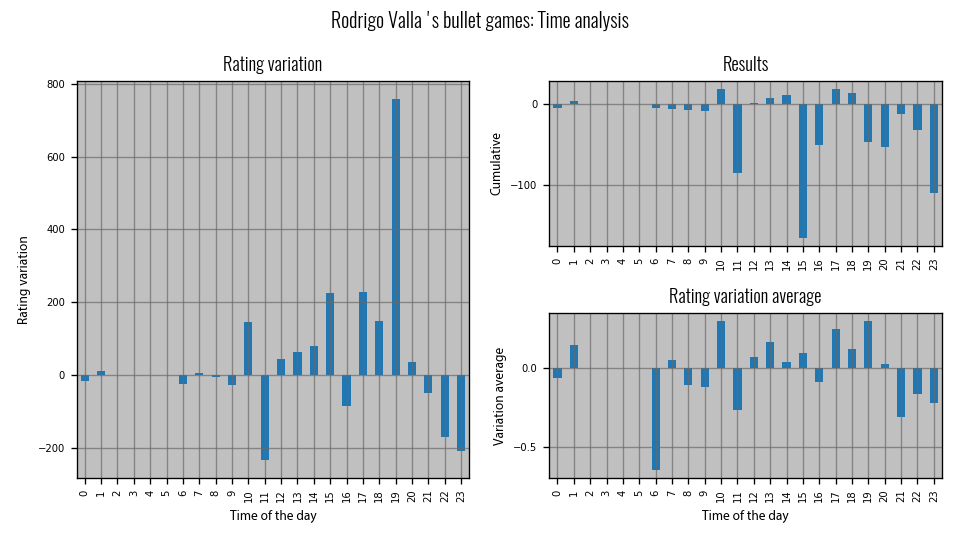 Rodrigo Valla 's bullet games: Time analysis
Rating variation
800
600
400
200
0
−200
Rating variation
0 1 2 3 4 5 6 7 8 9 10 11 12 13 14 15 16 17 18 19 20 21 22 23
Time of the day
Results
0
−100
Cumulative
0 1 2 3 4 5 6 7 8 9 10 11 12 13 14 15 16 17 18 19 20 21 22 23
Rating variation average
0.0
−0.5
Variation average
0 1 2 3 4 5 6 7 8 9 10 11 12 13 14 15 16 17 18 19 20 21 22 23
Time of the day